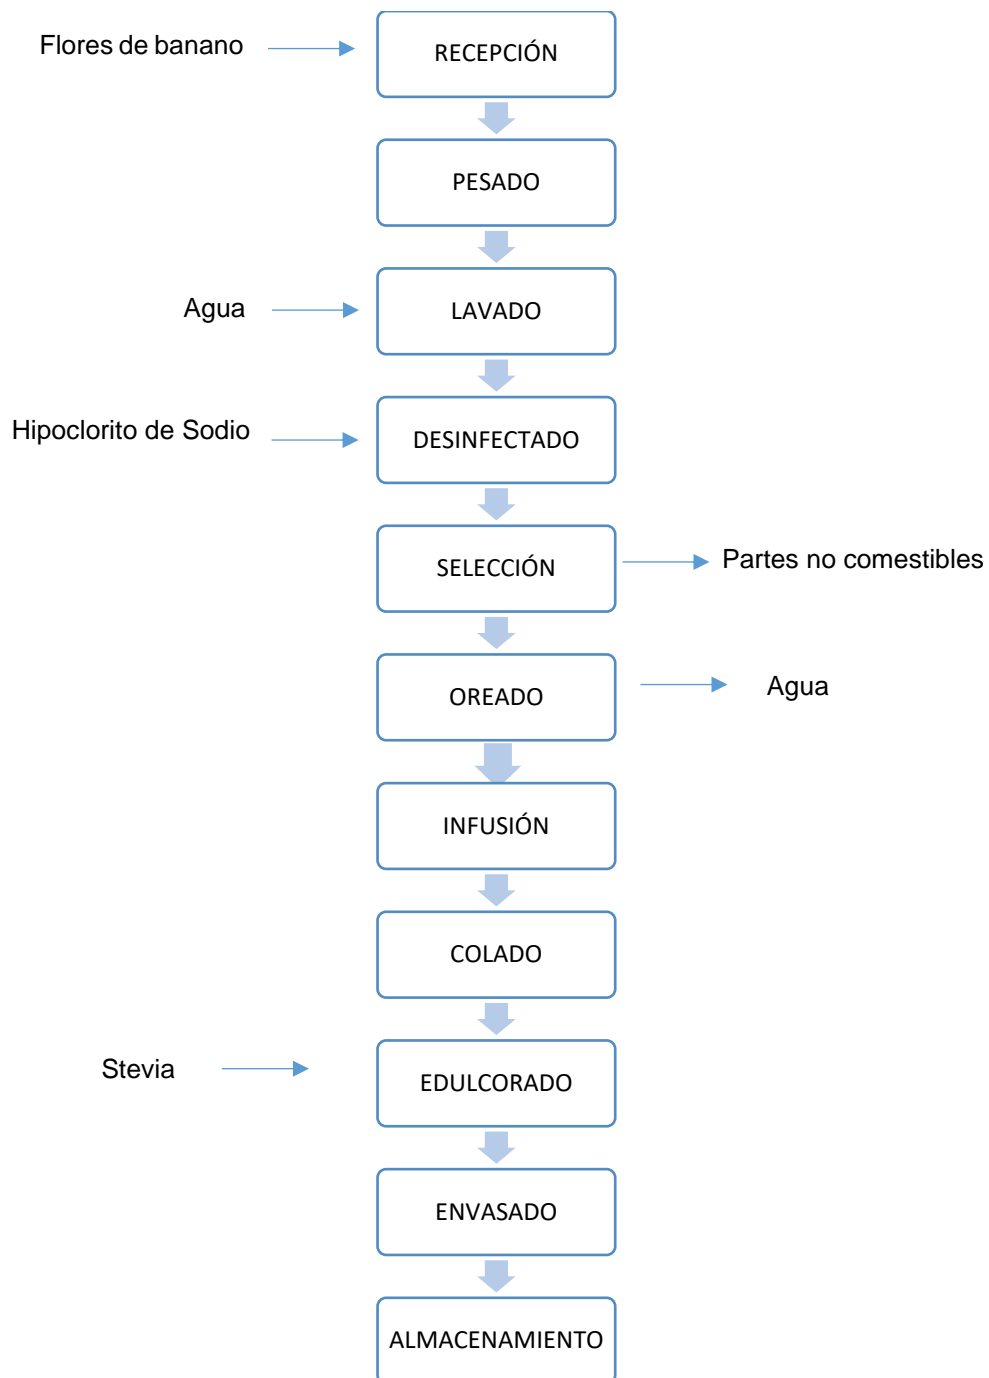 Flores de banano
RECEPCIÓN
PESADO
Agua
LAVADO
Hipoclorito de Sodio
DESINFECTADO
SELECCIÓN
Partes no comestibles
OREADO
Agua
INFUSIÓN
COLADO
Stevia
EDULCORADO
ENVASADO
ALMACENAMIENTO